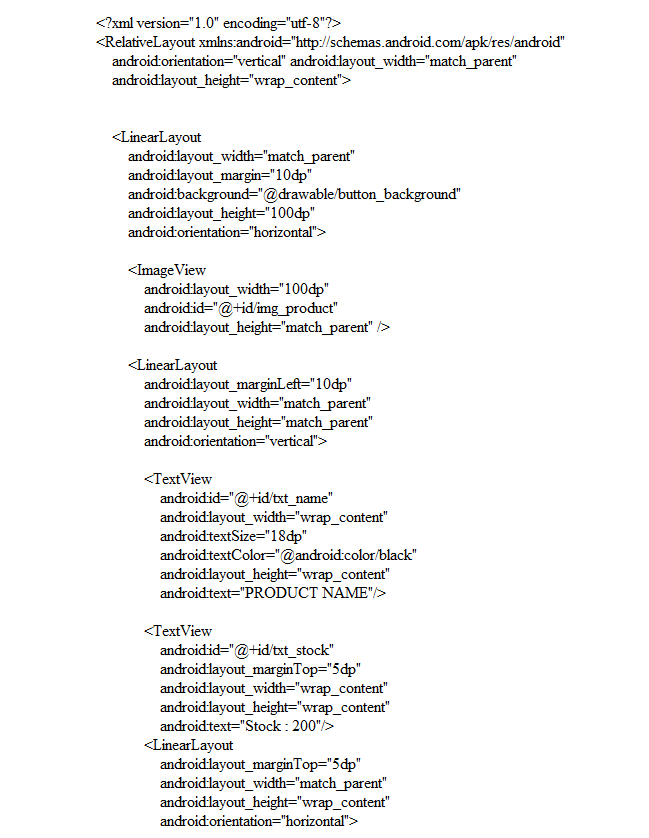 <?xml version="1.0" encoding="utf-8"?>
<RelativeLayout xmlns:android="http://schemas.android.com/apk/res/android"
android:orientation="vertical" android:layout_width="match_parent"
android:layout_height="wrap_content">
<LinearLayout
android:layout_width="match_parent"
android:layout_margin="10dp"
android:background="@drawable/button_background"
android:layout_height="100dp"
android:orientation="horizontal">
<ImageView
android:layout_width="100dp"
android:id="@+id/img_product"
android:layout_height="match_parent" />
<LinearLayout
android:layout_marginLeft="10dp"
android:layout_width="match_parent"
android:layout_height="match_parent"
android:orientation="vertical">
<TextView
android:id="@+id/txt_name"
android:layout_width="wrap_content"
android:textSize="18dp"
android:textColor="@android:color/black"
android:layout_height="wrap_content"
android:text="PRODUCT NAME"/>
<TextView
android:id="@+id/txt_stock"
android:layout_marginTop="5dp"
android:layout_width="wrap_content"
android:layout_height="wrap_content"
android:text="Stock : 200"/>
<LinearLayout
android:layout_marginTop="5dp"
android:layout_width="match_parent"
android:layout_height="wrap_content"
android:orientation="horizontal">